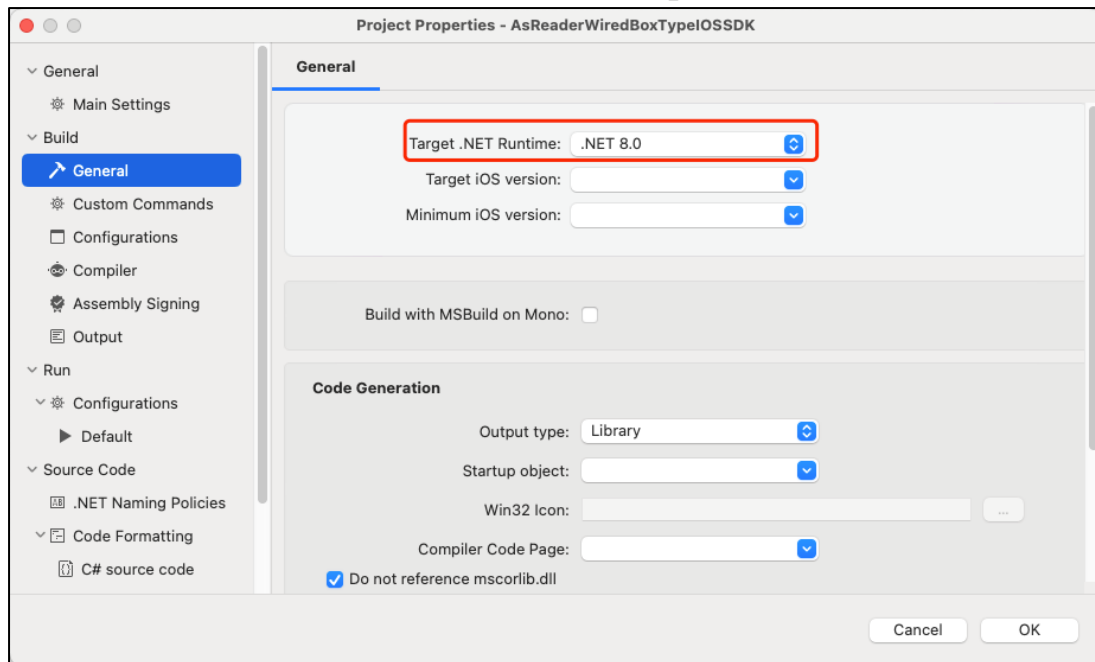 Project Properties - AsReaderWiredBoxTypeIOSSDK
General
Main Settings
Build
General
Custom Commands
Configurations
Compiler
Assembly Signing
Output
Run
Configurations
Default
Source Code
.NET Naming Policies
Code Formatting
C# source code
General
Target .NET Runtime: .NET 8.0
Target iOS version:
Minimum iOS version:
Build with MSBuild on Mono:
Code Generation
Output type: Library
Startup object:
Win32 Icon:
...
Compiler Code Page:
Do not reference mscorlib.dll
Cancel
OK